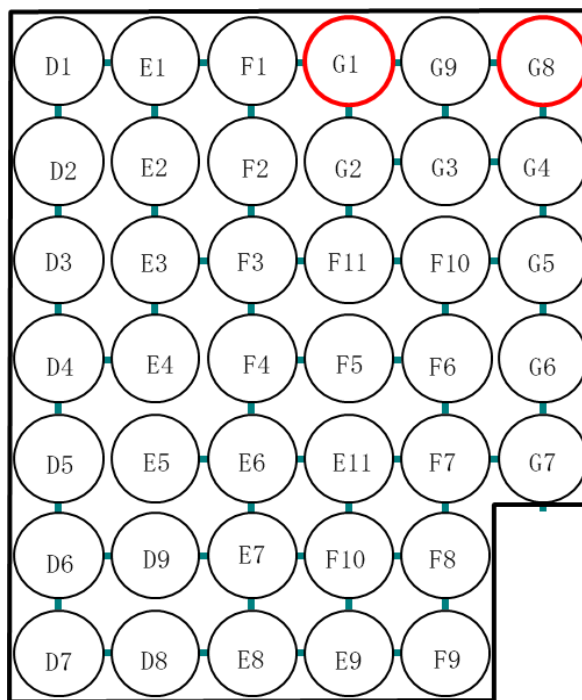 D1 E1 F1 G1 G9 G8
D2 E2 F2 G2 G3 G4
D3 E3 F3 F11 F10 G5
D4 E4 F4 F5 F6 G6
D5 E5 E6 E11 F7 G7
D6 D9 E7 F10 F8
D7 D8 E8 E9 F9